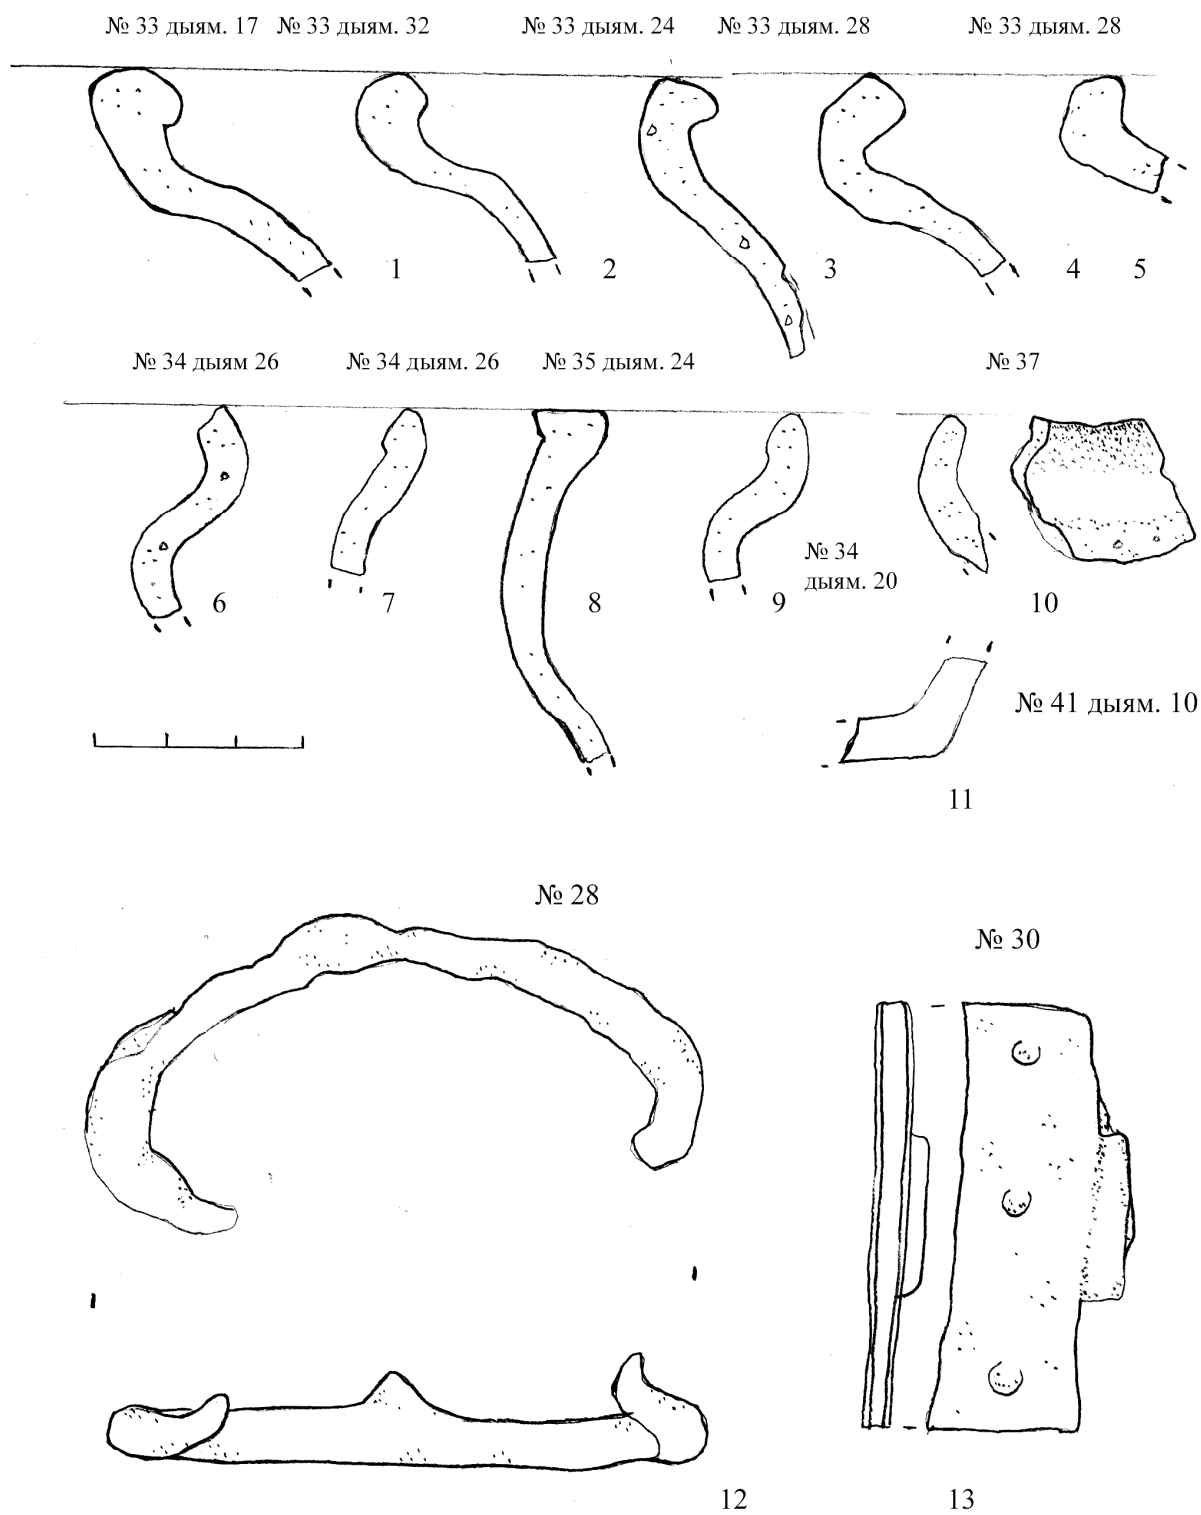 № 33 дыям. 17
№ 33 дыям. 32
№ 33 дыям. 24
№ 33 дыям. 28
№ 33 дыям. 28
1
2
3
4
5
№ 34 дыям 26
№ 34 дыям. 26
№ 35 дыям. 24
№ 37
№ 34
дыям. 20
6
7
8
9
10
№ 41 дыям. 10
11
№ 28
№ 30
12
13